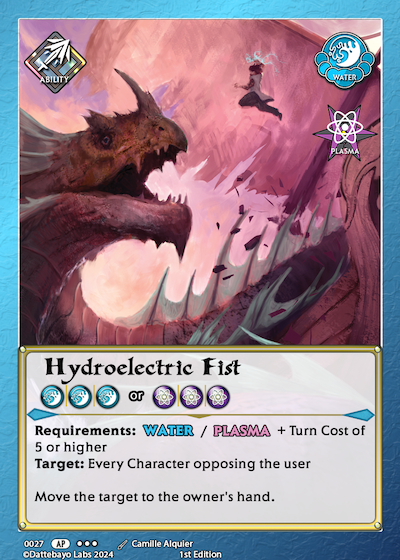 ABILITY
WATER
PLASMA
Hydroelectric Fist
or
Requirements: WATER / PLASMA + Turn Cost of
5 or higher
Target: Every Character opposing the user
Move the target to the owner's hand.
0027 AP Camille Alquier
©Dattebayo Labs 2024 1st Edition